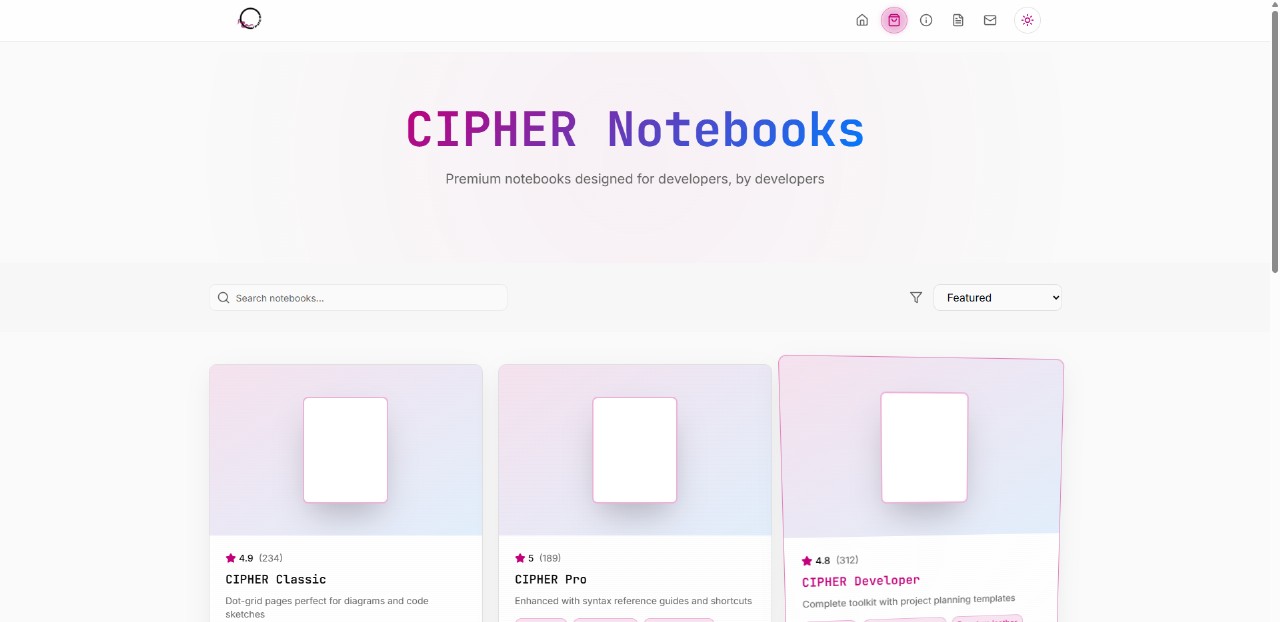 CIPHER Notebooks
Premium notebooks designed for developers, by developers
Search notebooks...
Featured
4.9 (234)
CIPHER Classic
Dot-grid pages perfect for diagrams and code
sketches
5 (189)
CIPHER Pro
Enhanced with syntax reference guides and shortcuts
4.8 (312)
CIPHER Developer
Complete toolkit with project planning templates